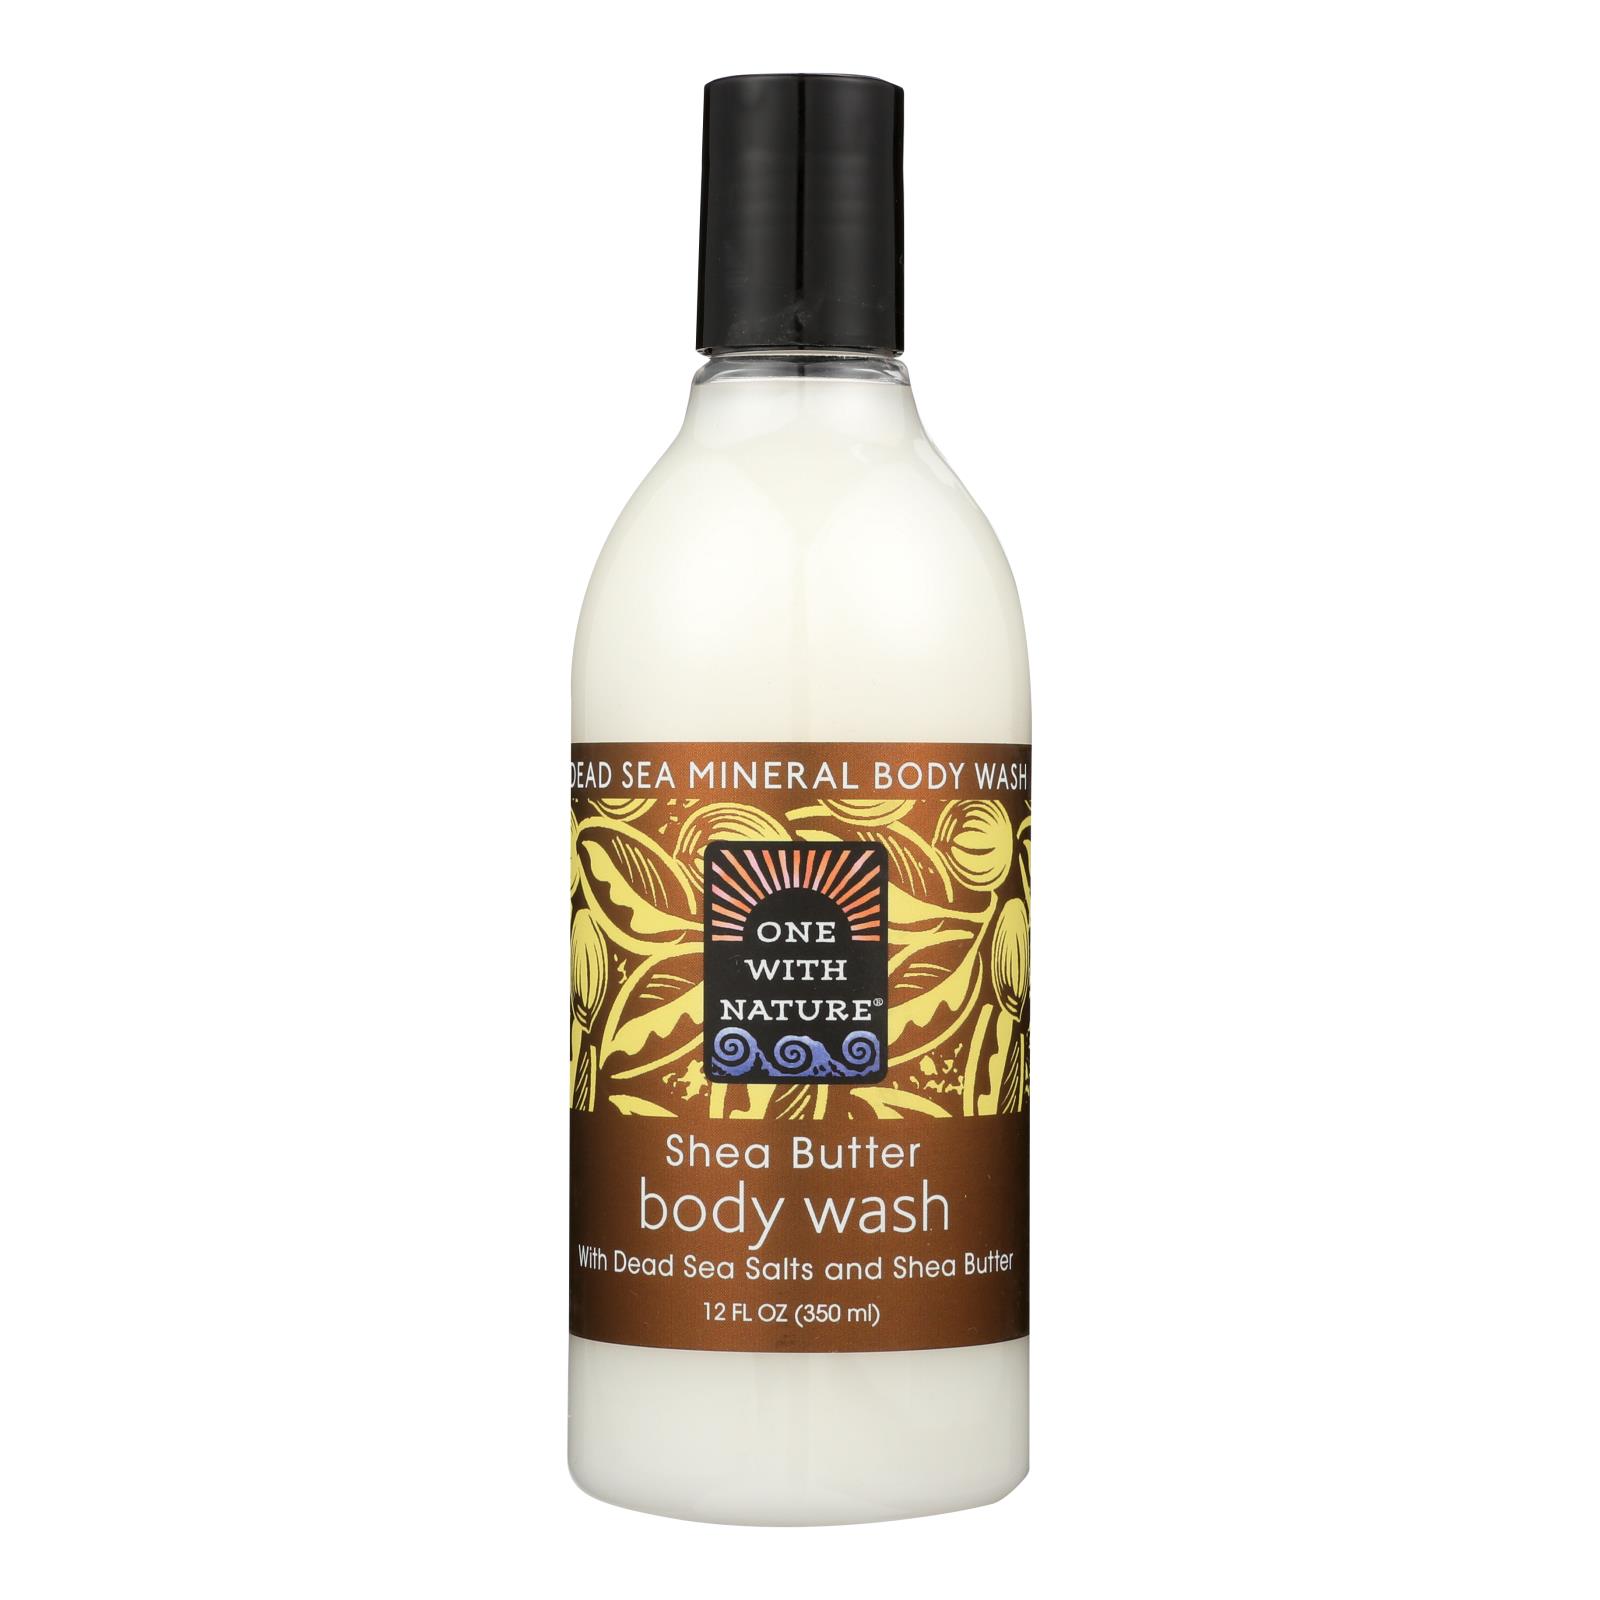 DEAD SEA MINERAL BODY WASH
ONE
WITH
NATURE®
Shea Butter
body wash
With Dead Sea Salts and Shea Butter
12 FL OZ (350 ml)